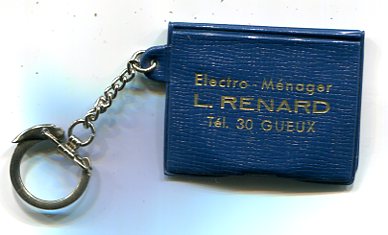 Electro-Ménager
L. RENARD
Tél. 30 GUEUX